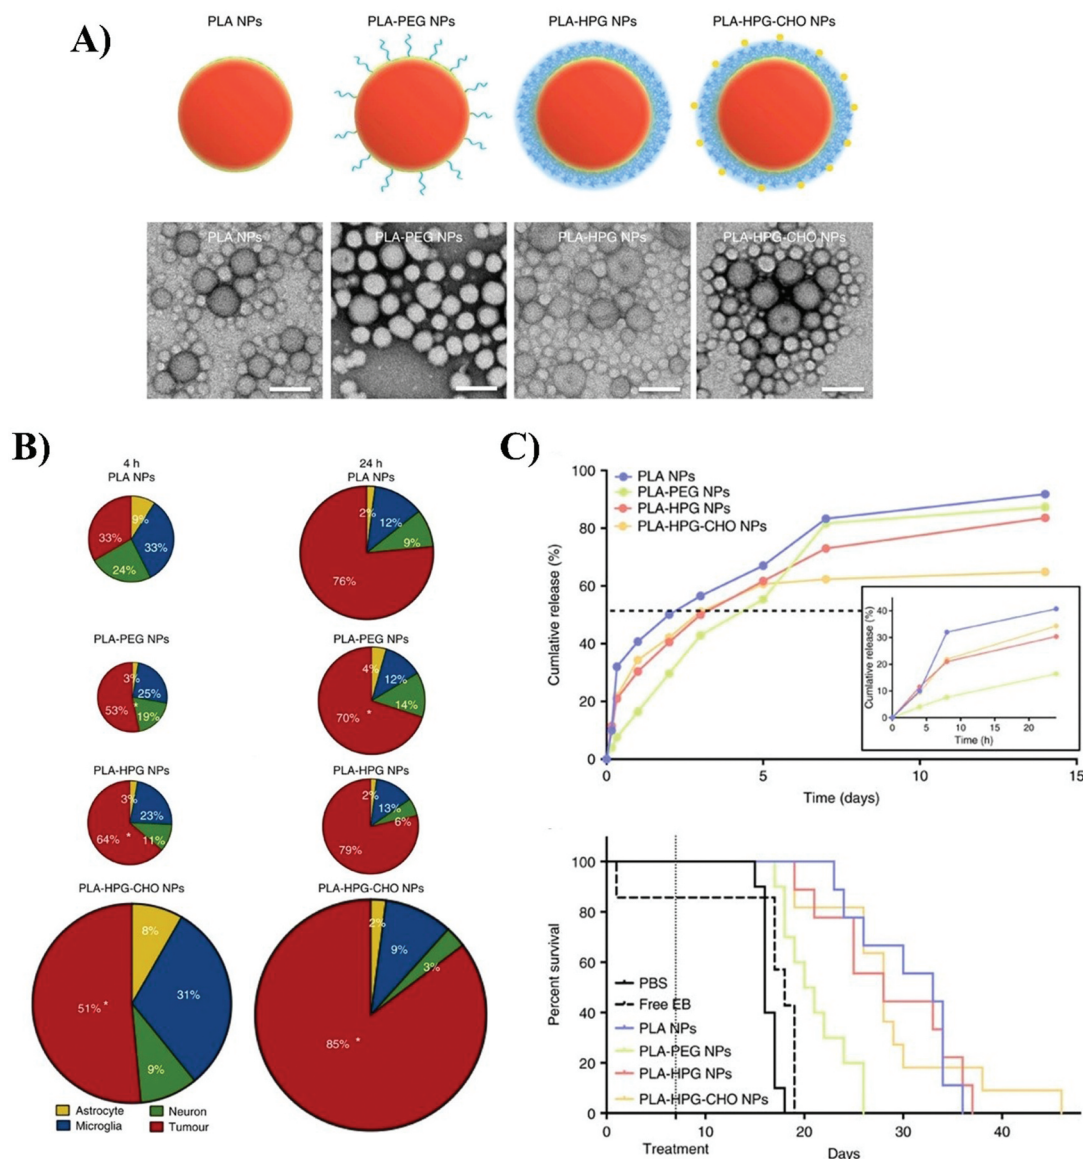 A)
PLA NPs
PLA-PEG NPs
PLA-HPG NPs
PLA-HPG-CHO NPs
PLA NPs
PLA-PEG NPs
PLA-HPG NPs
PLA-HPG-CHO NPs
B)
4 h
PLA NPs
9%
33%
33%
24%
24 h
PLA NPs
2%
12%
9%
76%
PLA-PEG NPs
3%
25%
53% *
19%
PLA-PEG NPs
4%
12%
14%
70% *
PLA-HPG NPs
3%
23%
64% *
11%
PLA-HPG NPs
2%
13%
6%
79%
PLA-HPG-CHO NPs
8%
31%
51% *
9%
PLA-HPG-CHO NPs
2%
9%
3%
85% *
Astrocyte
Neuron
Microglia
Tumour
C)
PLA NPs
PLA-PEG NPs
PLA-HPG NPs
PLA-HPG-CHO NPs
Cumlative release (%)
100
80
60
40
20
0
0
5
10
15
Time (days)
Cumlative release (%)
40
30
20
10
0
0
5
10
15
20
Time (h)
Percent survival
100
80
60
40
20
0
PBS
Free EB
PLA NPs
PLA-PEG NPs
PLA-HPG NPs
PLA-HPG-CHO NPs
0
10
20
30
40
Treatment
Days